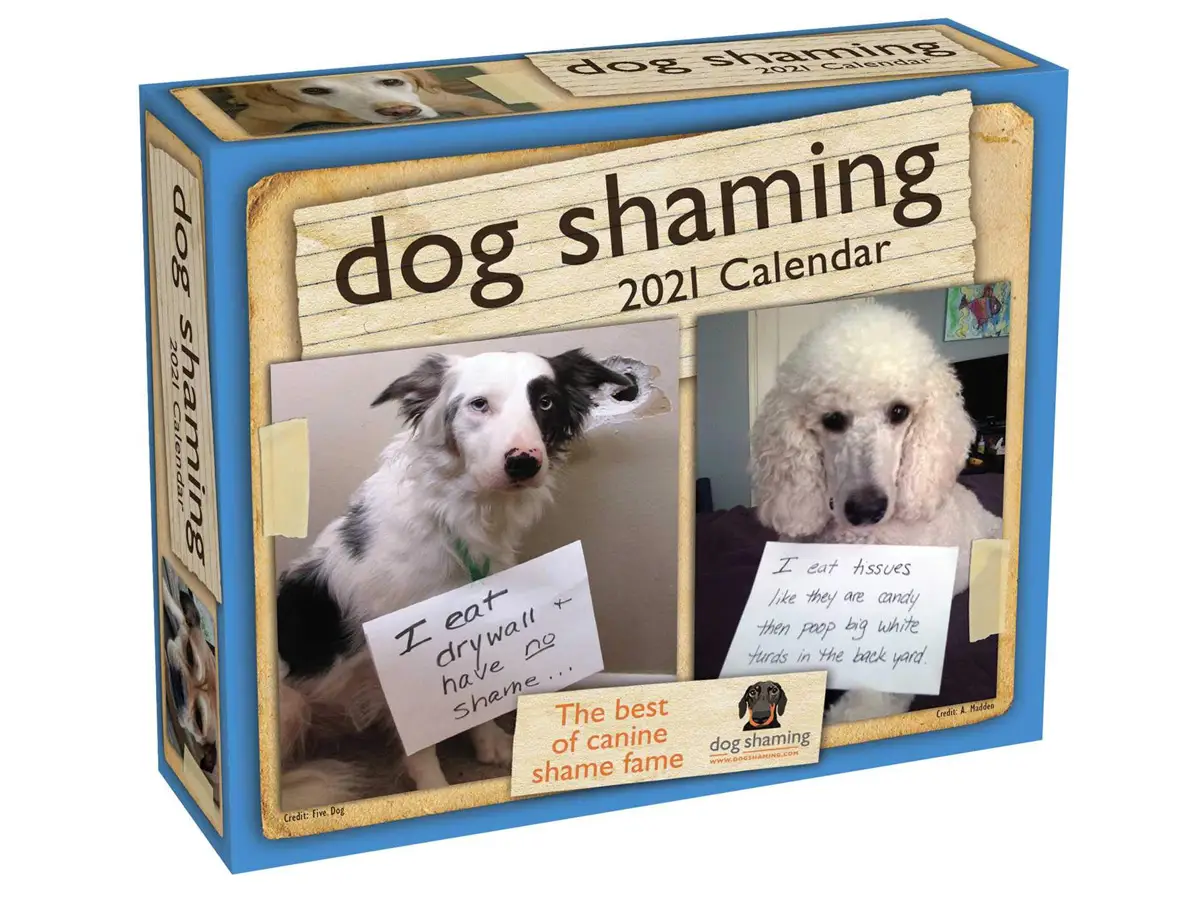 dog shaming
2021 Calendar
dog shaming
2021 Calendar
dog shaming
2021 Calendar
I eat
drywall +
have no
shame...
I eat tissues
like they are candy
then poop big white
turds in the back yard.
The best
of canine
shame fame
dog shaming
WWW.DOGSHAMING.COM
Credit: Five Dog
Credit: A. Madden